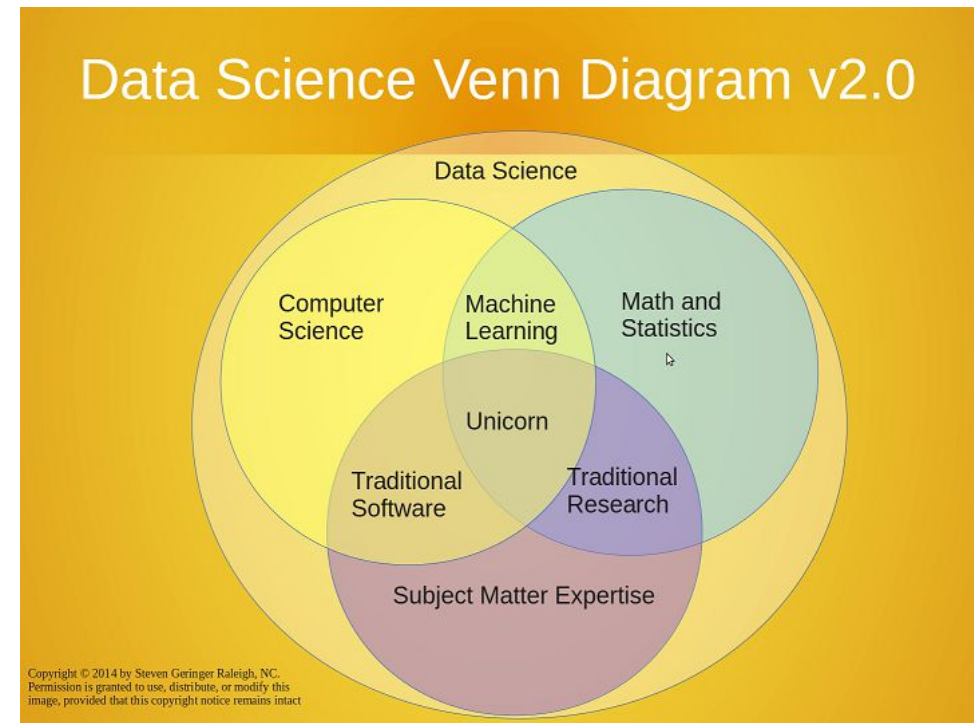 Data Science Venn Diagram v2.0
Data Science
Computer
Science
Machine
Learning
Math and
Statistics
Unicorn
Traditional
Software
Traditional
Research
Subject Matter Expertise
Copyright © 2014 by Steven Geringer Raleigh, NC.
Permission is granted to use, distribute, or modify this
image, provided that this copyright notice remains intact